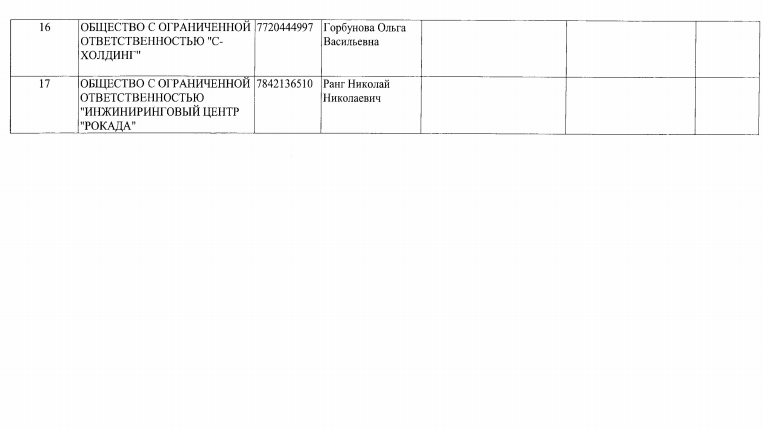 16 ОБЩЕСТВО С ОГРАНИЧЕННОЙ 7720444997 Горбунова Ольга
ОТВЕТСТВЕННОСТЬЮ "С- Васильевна
ХОЛДИНГ"
17 ОБЩЕСТВО С ОГРАНИЧЕННОЙ 7842136510 Ранг Николай
ОТВЕТСТВЕННОСТЬЮ Николаевич
"ИНЖИНИРИНГОВЫЙ ЦЕНТР
"РОКАДА"